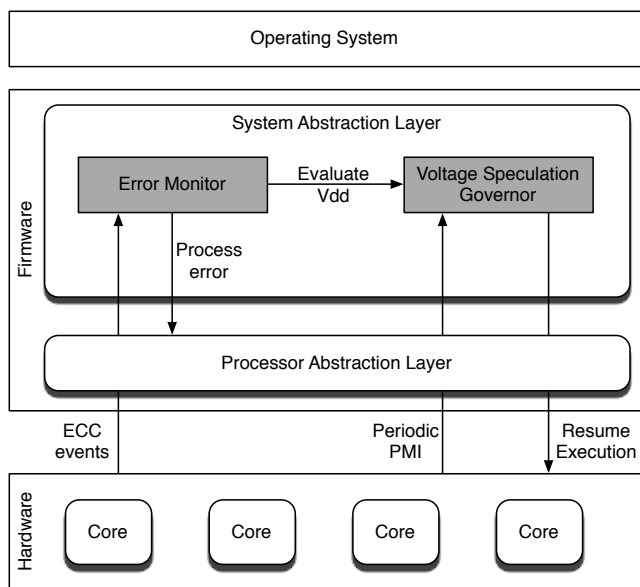 Operating System
Firmware
System Abstraction Layer
Error Monitor
Evaluate
Vdd
Voltage Speculation
Governor
Process
error
Processor Abstraction Layer
ECC
events
Periodic
PMI
Resume
Execution
Hardware
Core
Core
Core
Core